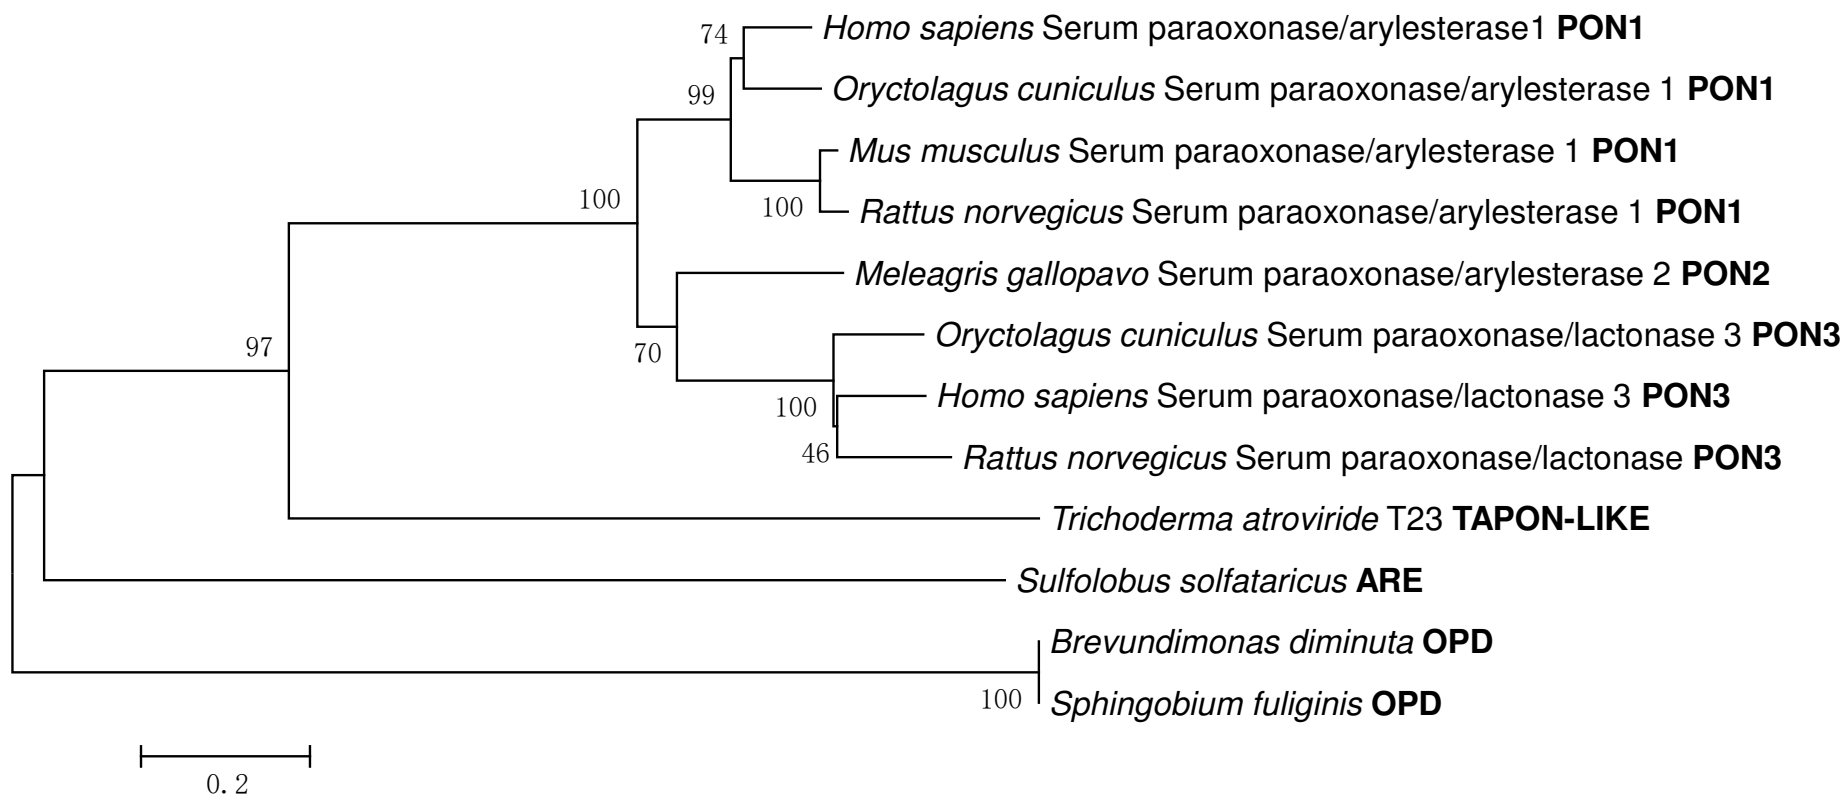 74
Homo sapiens Serum paraoxonase/arylesterase1 PON1
99
Oryctolagus cuniculus Serum paraoxonase/arylesterase 1 PON1
Mus musculus Serum paraoxonase/arylesterase 1 PON1
100
100
Rattus norvegicus Serum paraoxonase/arylesterase 1 PON1
Meleagris gallopavo Serum paraoxonase/arylesterase 2 PON2
97
70
Oryctolagus cuniculus Serum paraoxonase/lactonase 3 PON3
100
Homo sapiens Serum paraoxonase/lactonase 3 PON3
46
Rattus norvegicus Serum paraoxonase/lactonase PON3
Trichoderma atroviride T23 TAPON-LIKE
Sulfolobus solfataricus ARE
Brevundimonas diminuta OPD
100
Sphingobium fuliginis OPD
0.2